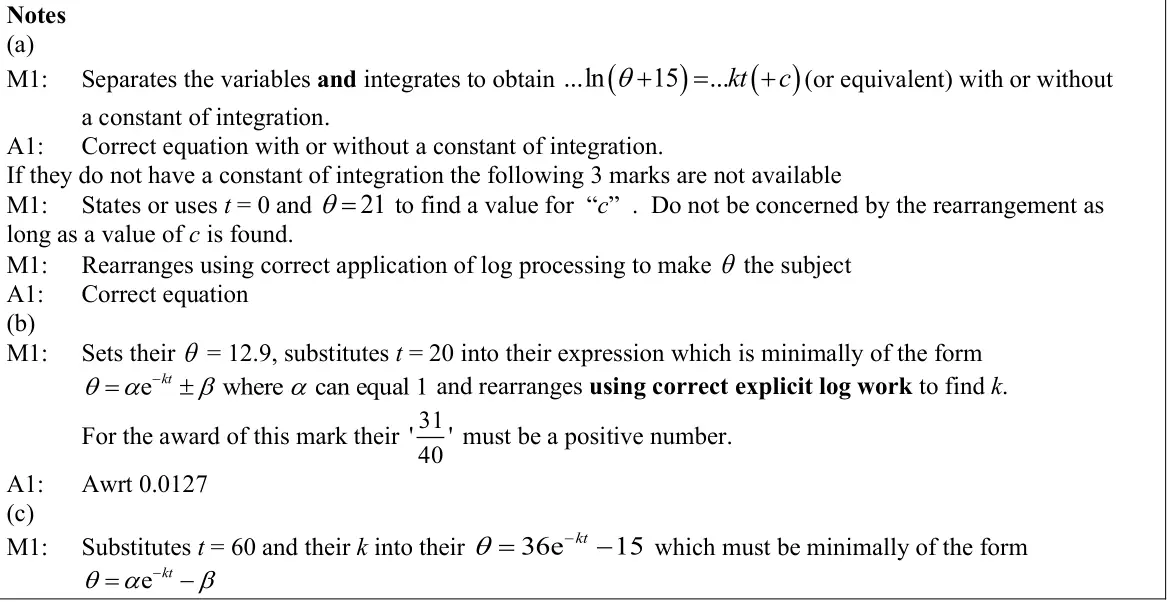 Notes
(a)
M1: Separates the variables and integrates to obtain ...ln(θ+15)=...kt(+c)(or equivalent) with or without
a constant of integration.
A1: Correct equation with or without a constant of integration.
If they do not have a constant of integration the following 3 marks are not available
M1: States or uses t = 0 and θ=21 to find a value for “c” . Do not be concerned by the rearrangement as
long as a value of c is found.
M1: Rearranges using correct application of log processing to make θ the subject
A1: Correct equation
(b)
M1: Sets their θ = 12.9, substitutes t = 20 into their expression which is minimally of the form
θ=αe^{−kt} ± β where α can equal 1 and rearranges using correct explicit log work to find k.
For the award of this mark their '31/40' must be a positive number.
A1: Awrt 0.0127
(c)
M1: Substitutes t = 60 and their k into their θ = 36e^{−kt} −15 which must be minimally of the form
θ=αe^{−kt} − β